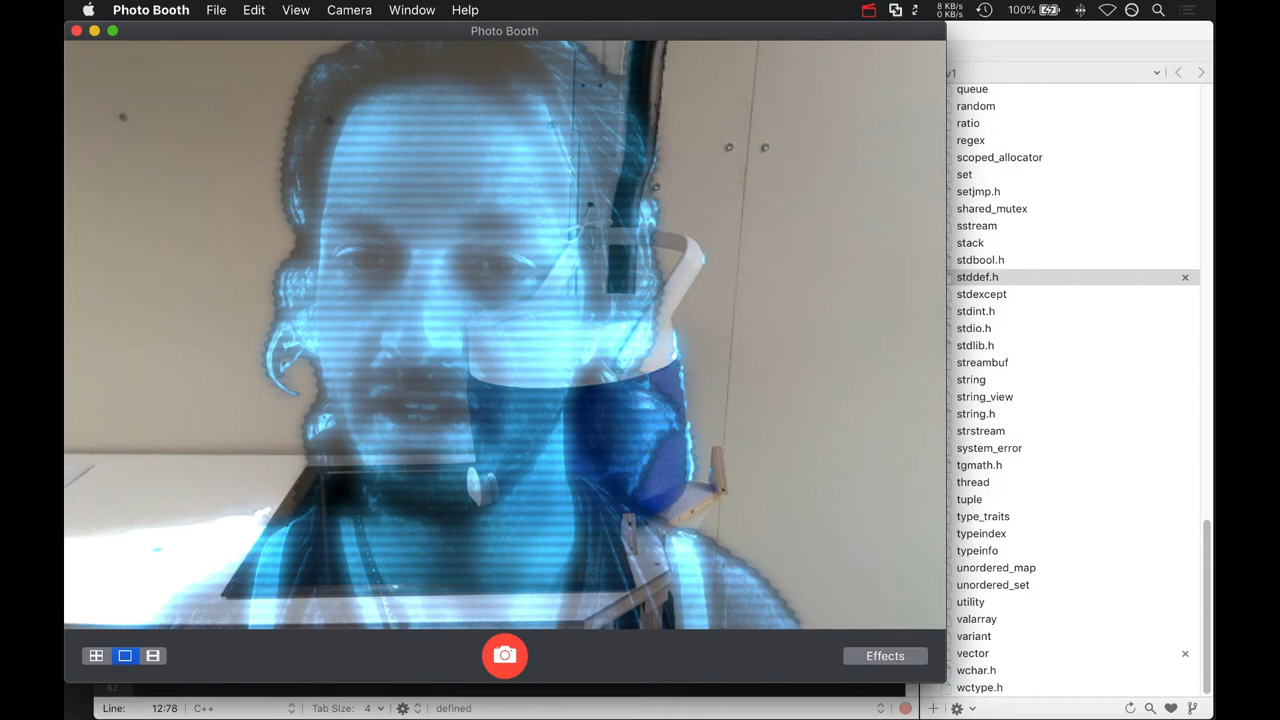 Photo Booth File Edit View Camera Window Help 8 KB/s 0 KB/s 100%
Photo Booth
v1
queue
random
ratio
regex
scoped_allocator
set
setjmp.h
shared_mutex
sstream
stack
stdbool.h
stddef.h
stdexcept
stdint.h
stdio.h
stdlib.h
streambuf
string
string_view
string.h
strstream
system_error
tgmath.h
thread
tuple
type_traits
typeindex
typeinfo
unordered_map
unordered_set
utility
valarray
variant
vector
wchar.h
wctype.h
Effects
62
Line: 12:78 C++ Tab Size: 4 defined